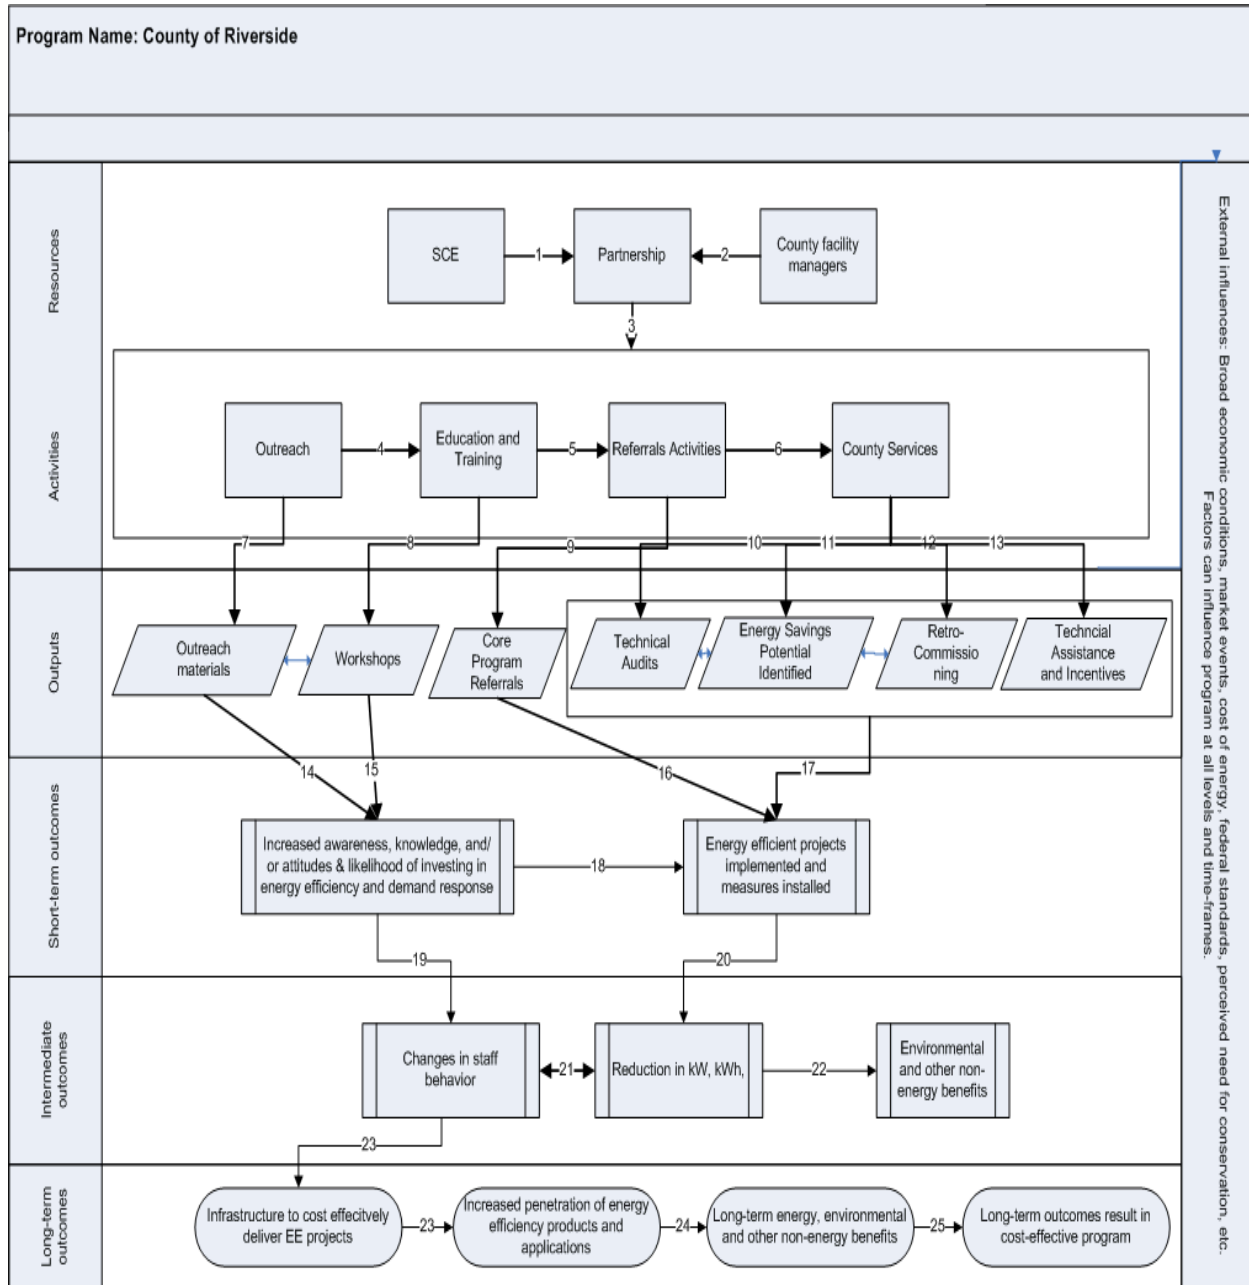 Program Name: County of Riverside
Resources
SCE
1
Partnership
2
County facility
managers
3
Activities
Outreach
4
Education and
Training
5
Referrals Activities
6
County Services
7
8
9
10
11
12
13
Outputs
Outreach
materials
Workshops
Core
Program
Referrals
Technical
Audits
Energy Savings
Potential
Identified
Retro-
Commissio
ning
Techncial
Assistance
and Incentives
14
15
16
17
Short-term outcomes
Increased awareness, knowledge, and/
or attitudes & likelihood of investing in
energy efficiency and demand response
18
Energy efficient projects
implemented and
measures installed
19
20
Intermediate
outcomes
Changes in staff
behavior
21
Reduction in kW, kWh,
22
Environmental
and other non-
energy benefits
23
Long-term
outcomes
Infrastructure to cost effecitvely
deliver EE projects
23
Increased penetration of energy
efficiency products and
applications
24
Long-term energy, environmental
and other non-energy benefits
25
Long-term outcomes result in
cost-effective program
External influences: Broad economic conditions, market events, cost of energy, federal standards, perceived need for conservation, etc.
Factors can influence program at all levels and time-frames.